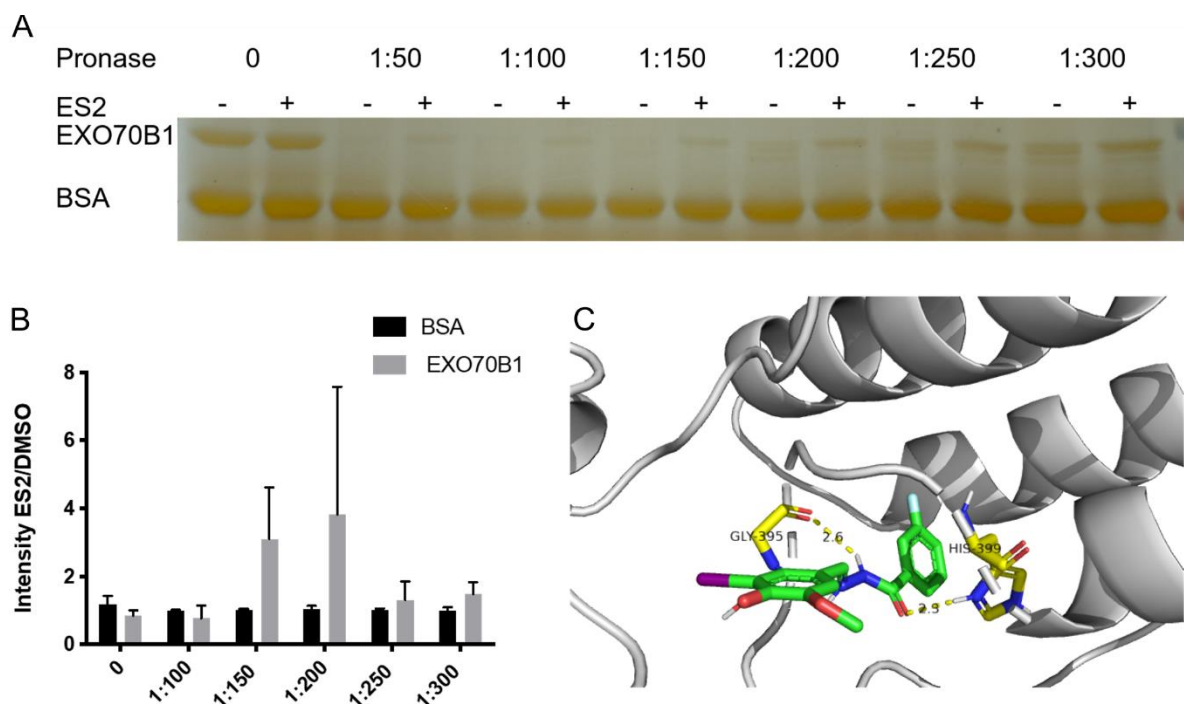 A
Pronase 0 1:50 1:100 1:150 1:200 1:250 1:300
ES2 - + - + - + - + - + - + - +
EXO70B1
BSA
B
BSA
EXO70B1
Intensity ES2/DMSO
8
6
4
2
0
0 1:100 1:150 1:200 1:250 1:300
C
GLY-395
2.6
HIS-399
2.3